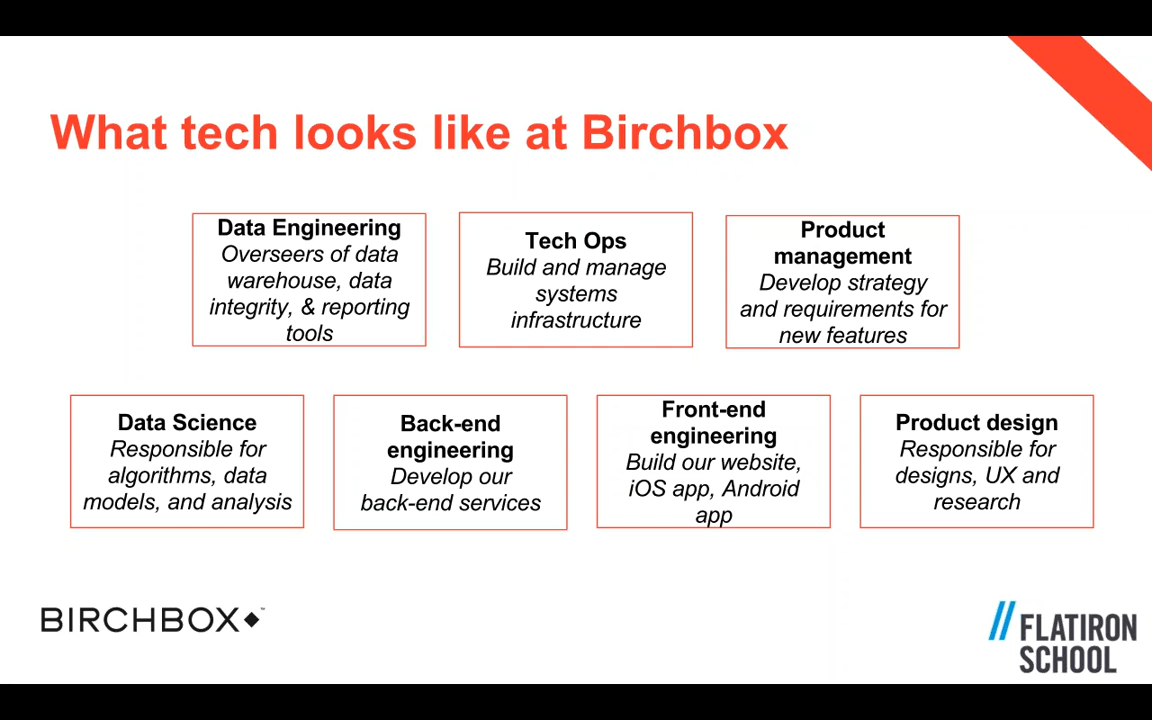 What tech looks like at Birchbox
Data Engineering
Overseers of data
warehouse, data
integrity, & reporting
tools
Tech Ops
Build and manage
systems
infrastructure
Product
management
Develop strategy
and requirements for
new features
Data Science
Responsible for
algorithms, data
models, and analysis
Back-end
engineering
Develop our
back-end services
Front-end
engineering
Build our website,
iOS app, Android
app
Product design
Responsible for
designs, UX and
research
BIRCHBOX◆™
// FLATIRON
SCHOOL